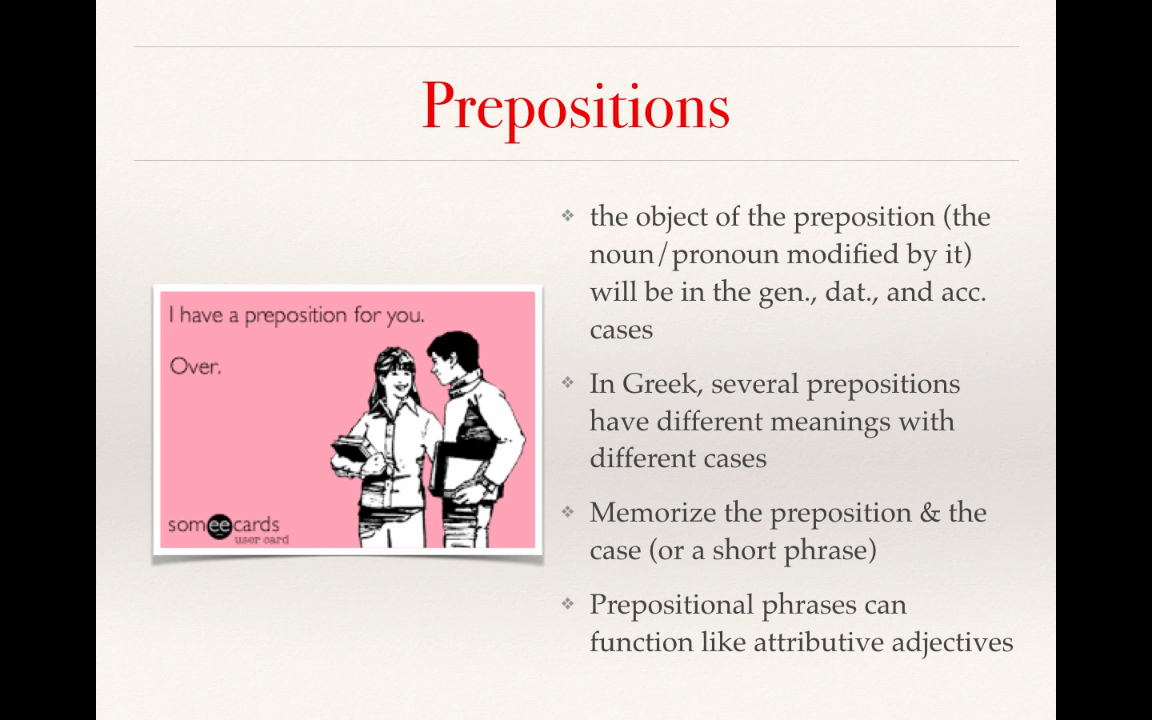 Prepositions
I have a preposition for you.
Over.
someecards
user card
❖ the object of the preposition (the
noun/pronoun modified by it)
will be in the gen., dat., and acc.
cases
❖ In Greek, several prepositions
have different meanings with
different cases
❖ Memorize the preposition & the
case (or a short phrase)
❖ Prepositional phrases can
function like attributive adjectives